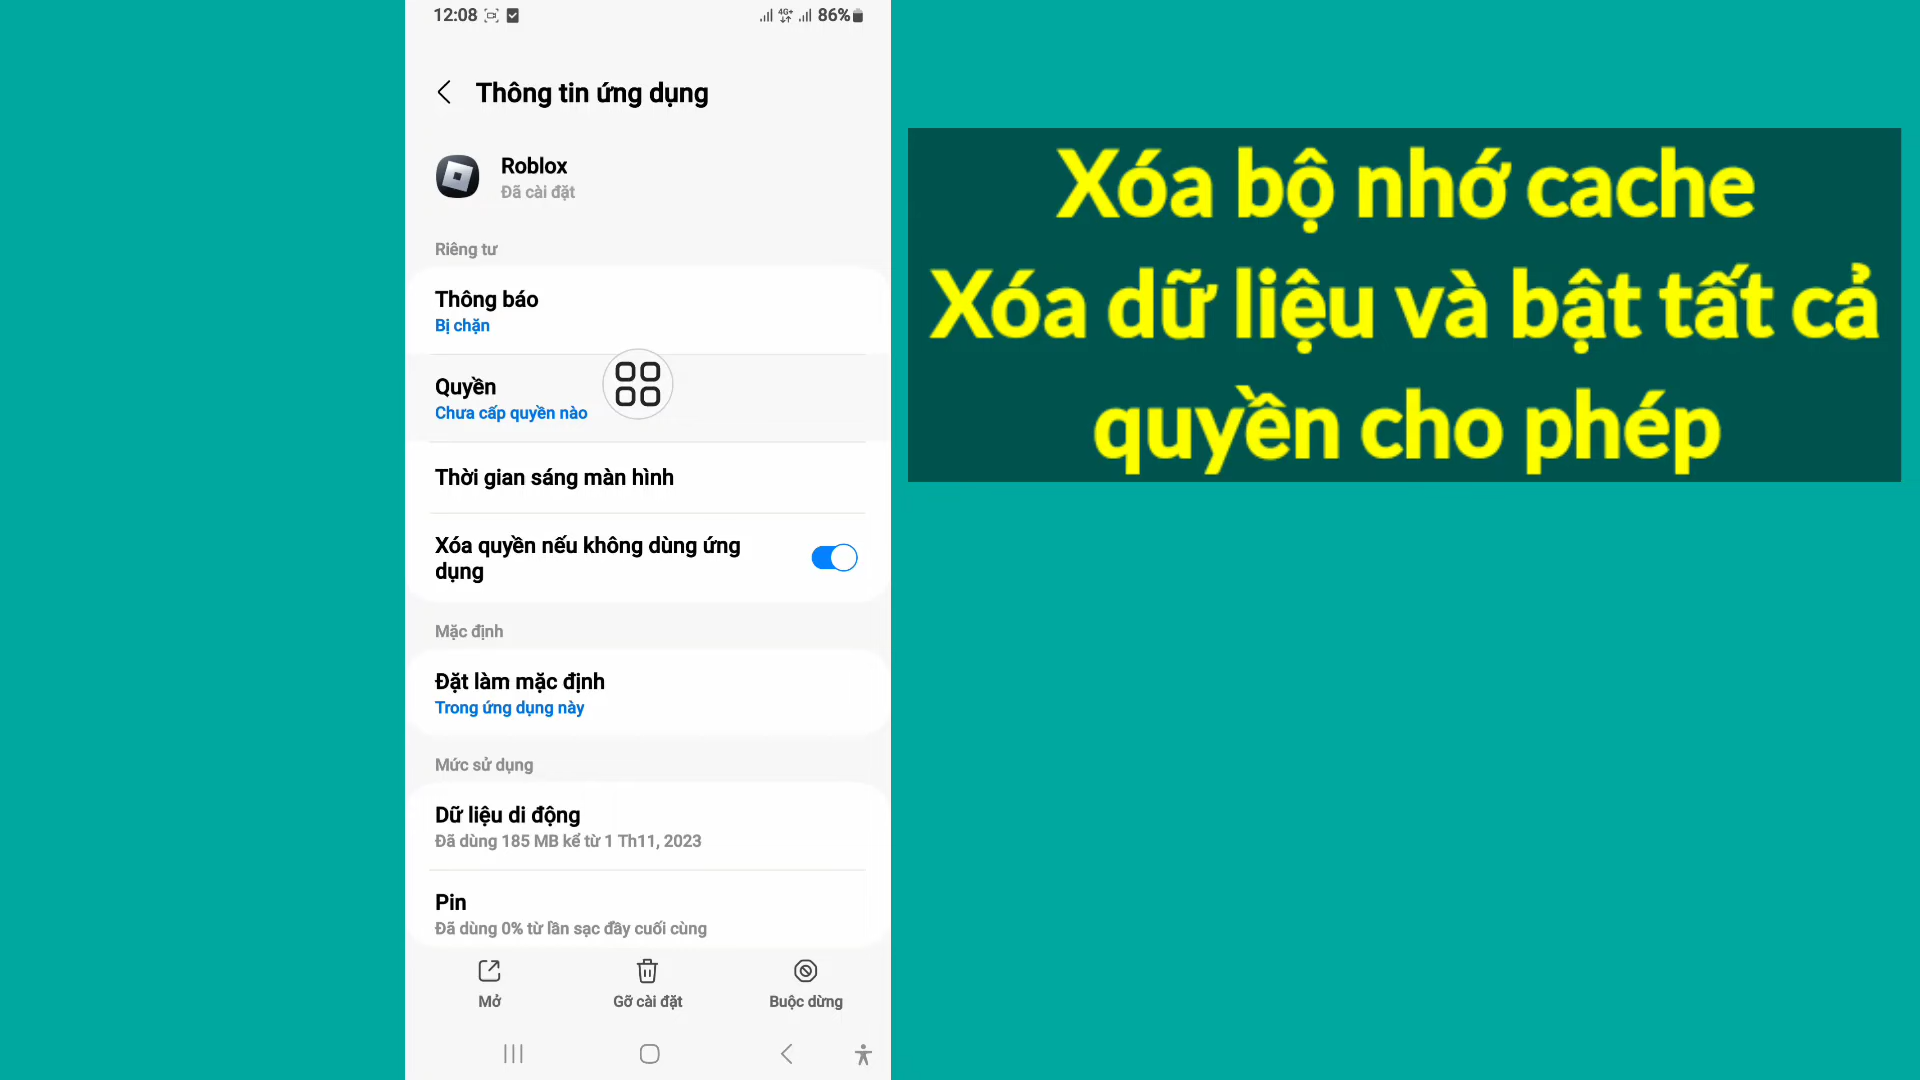 12:08
4G+
86%
Thông tin ứng dụng
Roblox
Đã cài đặt
Riêng tư
Thông báo
Bị chặn
Quyền
Chưa cấp quyền nào
Thời gian sáng màn hình
Xóa quyền nếu không dùng ứng
dụng
Mặc định
Đặt làm mặc định
Trong ứng dụng này
Mức sử dụng
Dữ liệu di động
Đã dùng 185 MB kể từ 1 Th11, 2023
Pin
Đã dùng 0% từ lần sạc đầy cuối cùng
Mở
Gỡ cài đặt
Buộc dừng
Xóa bộ nhớ cache
Xóa dữ liệu và bật tất cả
quyền cho phép